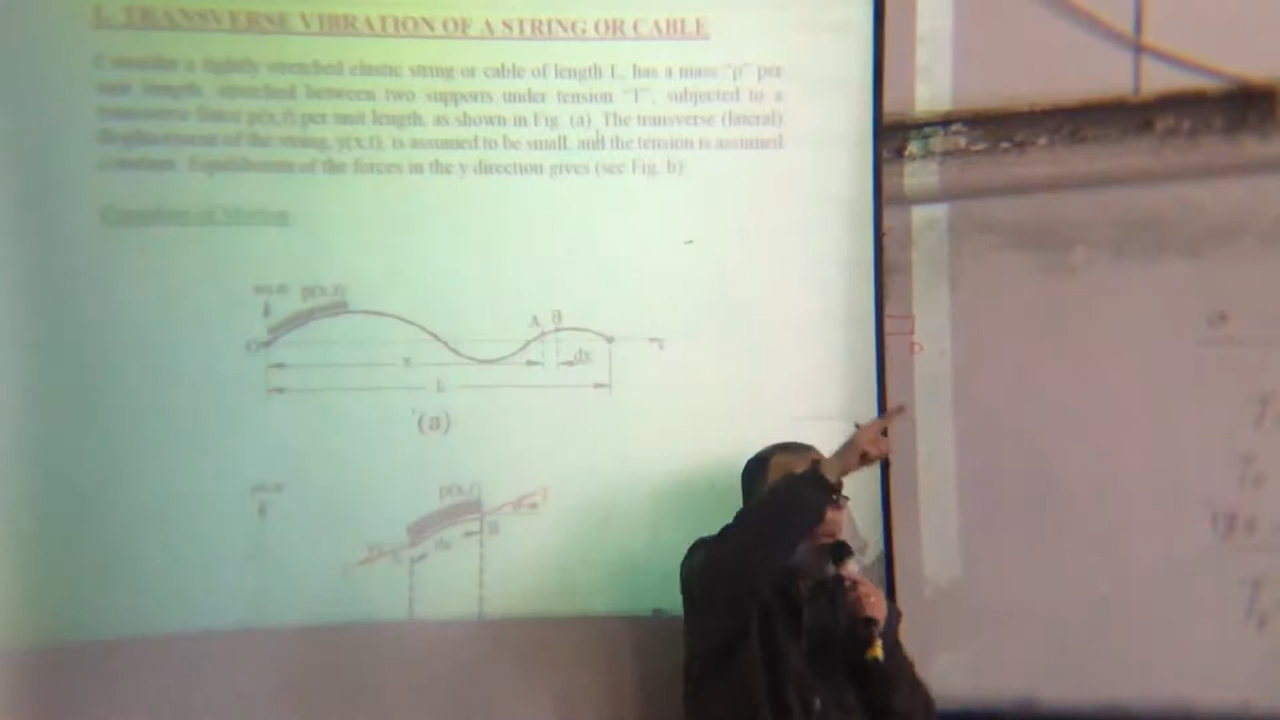 1. TRANSVERSE VIBRATION OF A STRING OR CABLE
Consider a tightly stretched elastic string or cable of length L, has a mass "ρ" per
unit length, stretched between two supports under tension "T", subjected to a
transverse force p(x,t) per unit length, as shown in Fig. (a). The transverse (lateral)
displacement of the string, y(x,t), is assumed to be small, and the tension is assumed
constant. Equilibrium of the forces in the y direction gives (see Fig. b)
Equation of Motion
p(x,t)
A B
O
x
dx
L
(a)
p(x,t)
B
dx